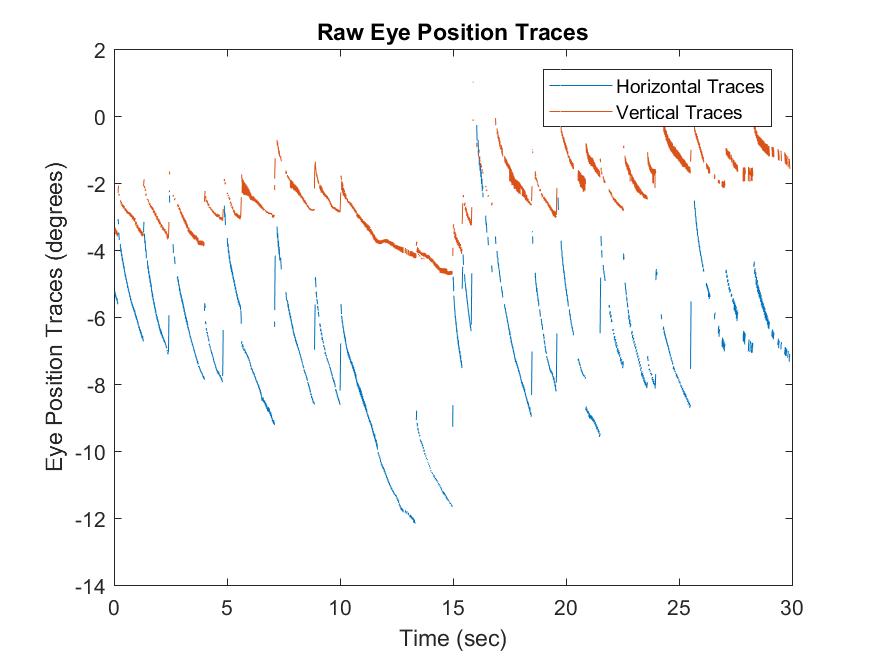 Raw Eye Position Traces
Horizontal Traces
Vertical Traces
Eye Position Traces (degrees)
2
0
-2
-4
-6
-8
-10
-12
-14
0 5 10 15 20 25 30
Time (sec)